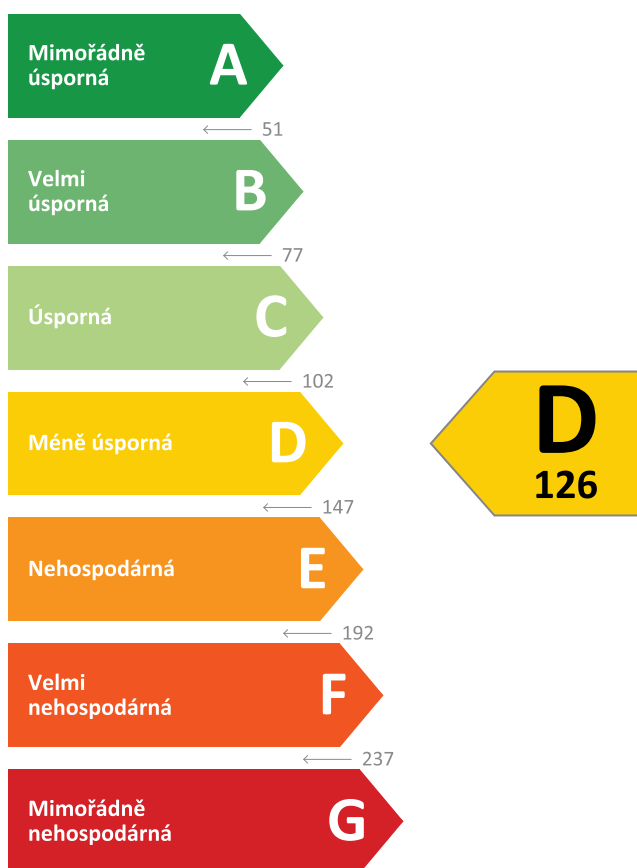 Mimořádně
úsporná
A
51
Velmi
úsporná
B
77
Úsporná
C
102
Méně úsporná
D
D
126
147
Nehospodárná
E
192
Velmi
nehospodárná
F
237
Mimořádně
nehospodárná
G